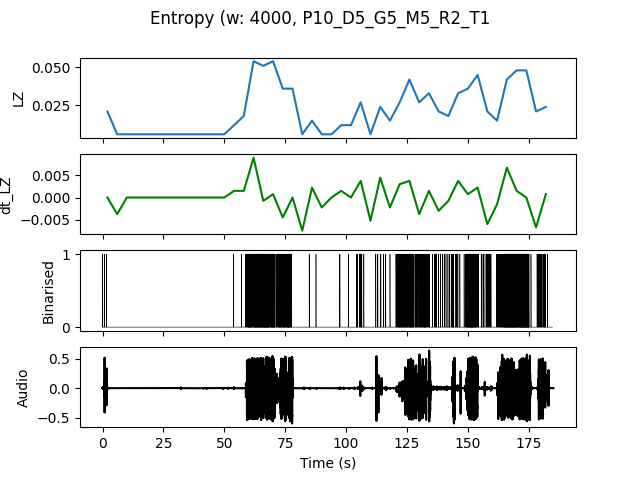 Entropy (w: 4000, P10_D5_G5_M5_R2_T1
0.050
0.025
LZ
0.005
0.000
−0.005
dt_LZ
1
0
Binarised
0.5
0.0
−0.5
Audio
0 25 50 75 100 125 150 175
Time (s)